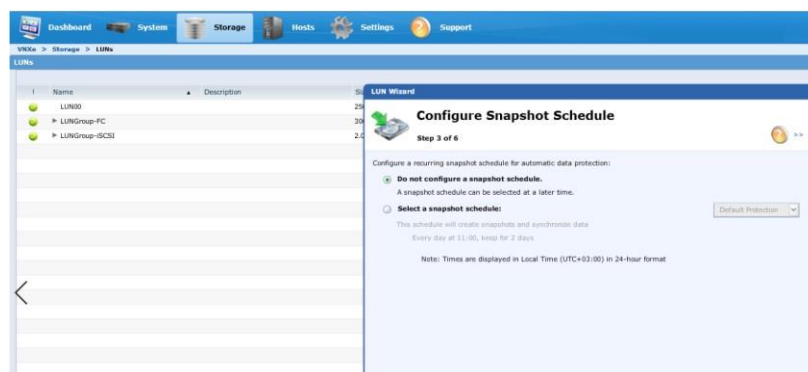 Dashboard System Storage Hosts Settings Support
VNXe > Storage > LUNs
LUNs
! Name Description
LUN00
LUNGroup-FC
LUNGroup-iSCSI
LUN Wizard
Configure Snapshot Schedule
Step 3 of 6
>>
Configure a recurring snapshot schedule for automatic data protection:
Do not configure a snapshot schedule.
A snapshot schedule can be selected at a later time.
Select a snapshot schedule:
Default Protection
This schedule will create snapshots and synchronize data
Every day at 11:00, keep for 2 days
Note: Times are displayed in Local Time (UTC+03:00) in 24-hour format